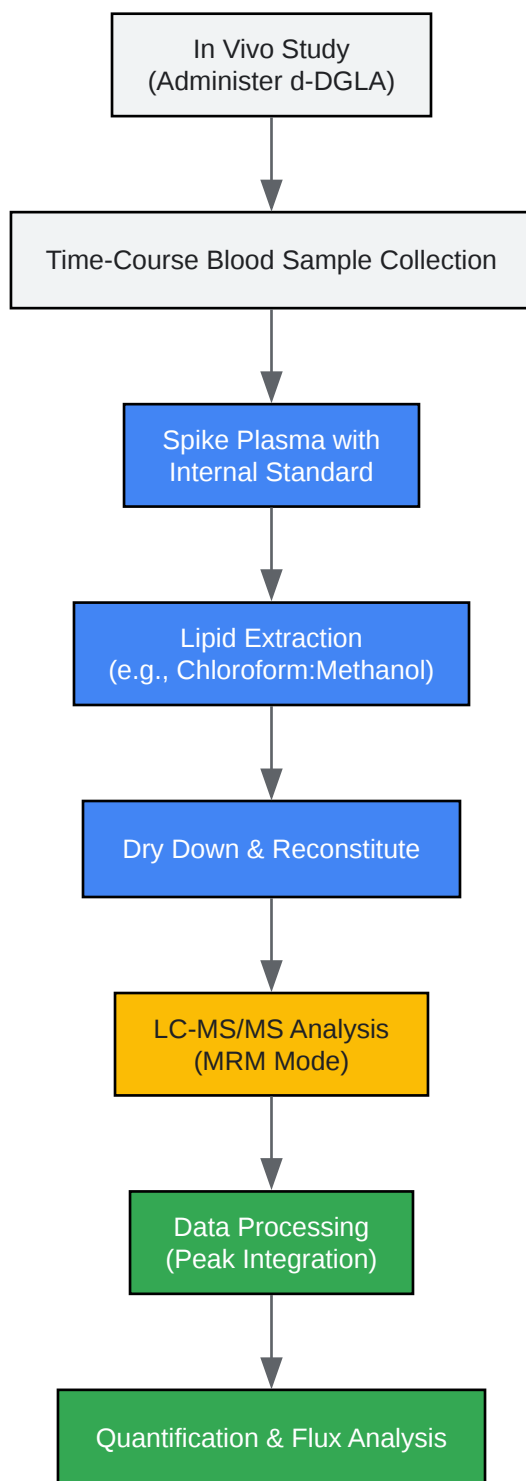 In Vivo Study
(Administer d-DGLA)
Time-Course Blood Sample Collection
Spike Plasma with
Internal Standard
Lipid Extraction
(e.g., Chloroform:Methanol)
Dry Down & Reconstitute
LC-MS/MS Analysis
(MRM Mode)
Data Processing
(Peak Integration)
Quantification & Flux Analysis